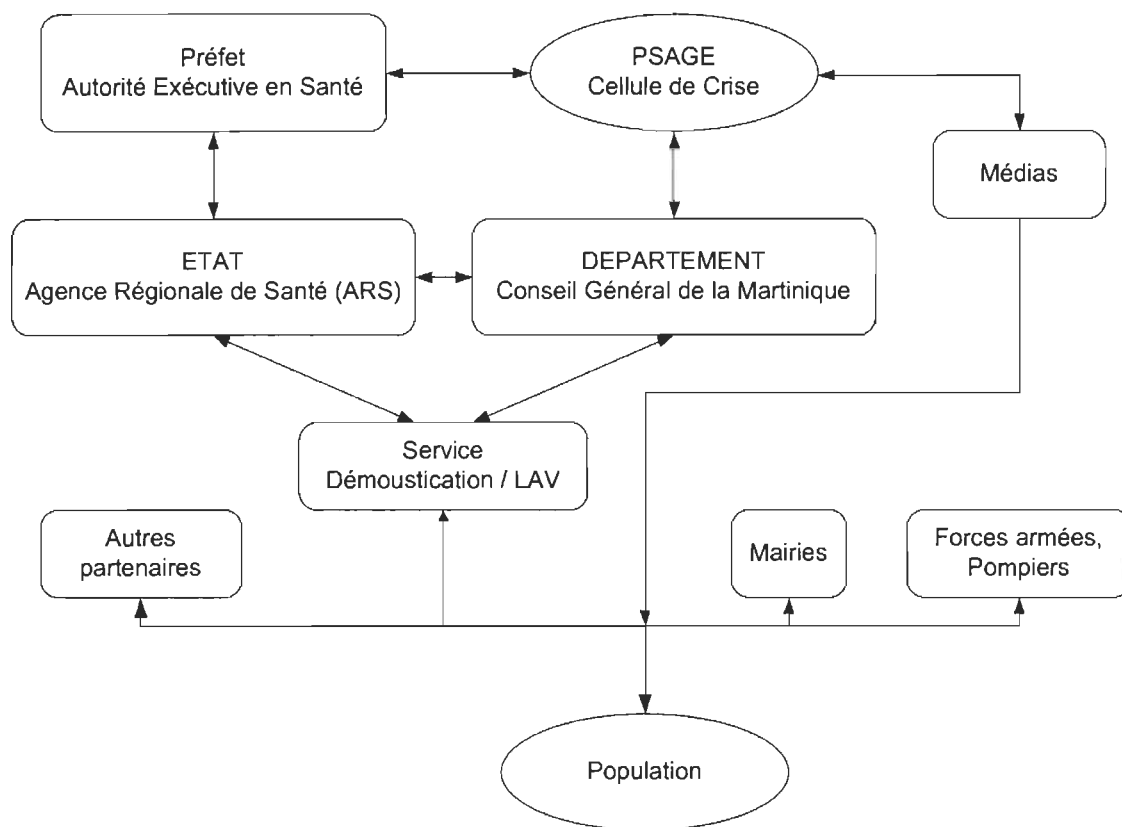 Préfet
Autorité Exécutive en Santé
PSAGE
Cellule de Crise
Médias
ETAT
Agence Régionale de Santé (ARS)
DEPARTEMENT
Conseil Général de la Martinique
Service
Démoustication / LAV
Autres
partenaires
Mairies
Forces armées,
Pompiers
Population